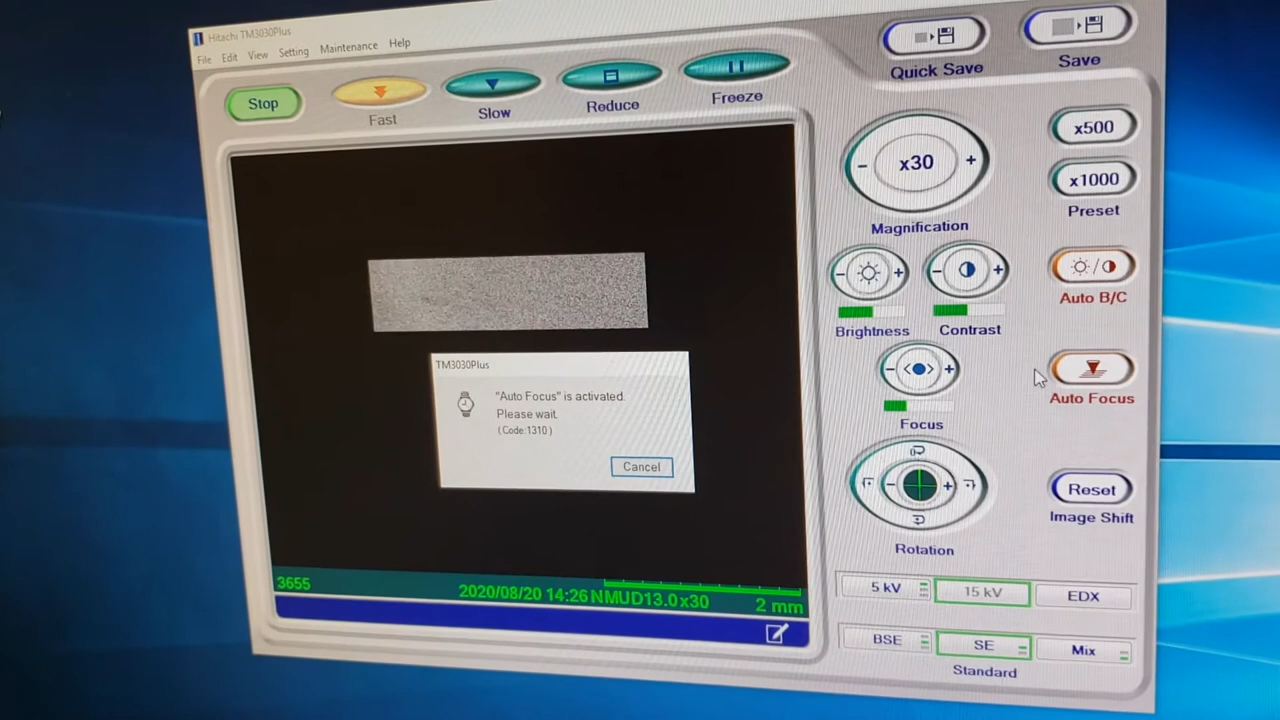 Hitachi TM3030Plus
File Edit View Setting Maintenance Help
Stop
Fast
Slow
Reduce
Freeze
Quick Save
Save
x30
Magnification
x500
x1000
Preset
Brightness
Contrast
Auto B/C
Focus
Auto Focus
Rotation
Reset
Image Shift
TM3030Plus
"Auto Focus" is activated.
Please wait.
(Code:1310)
Cancel
3655
2020/08/20 14:26 NMUD13.0 x30
2 mm
5 kV
15 kV
EDX
BSE
SE
Mix
Standard